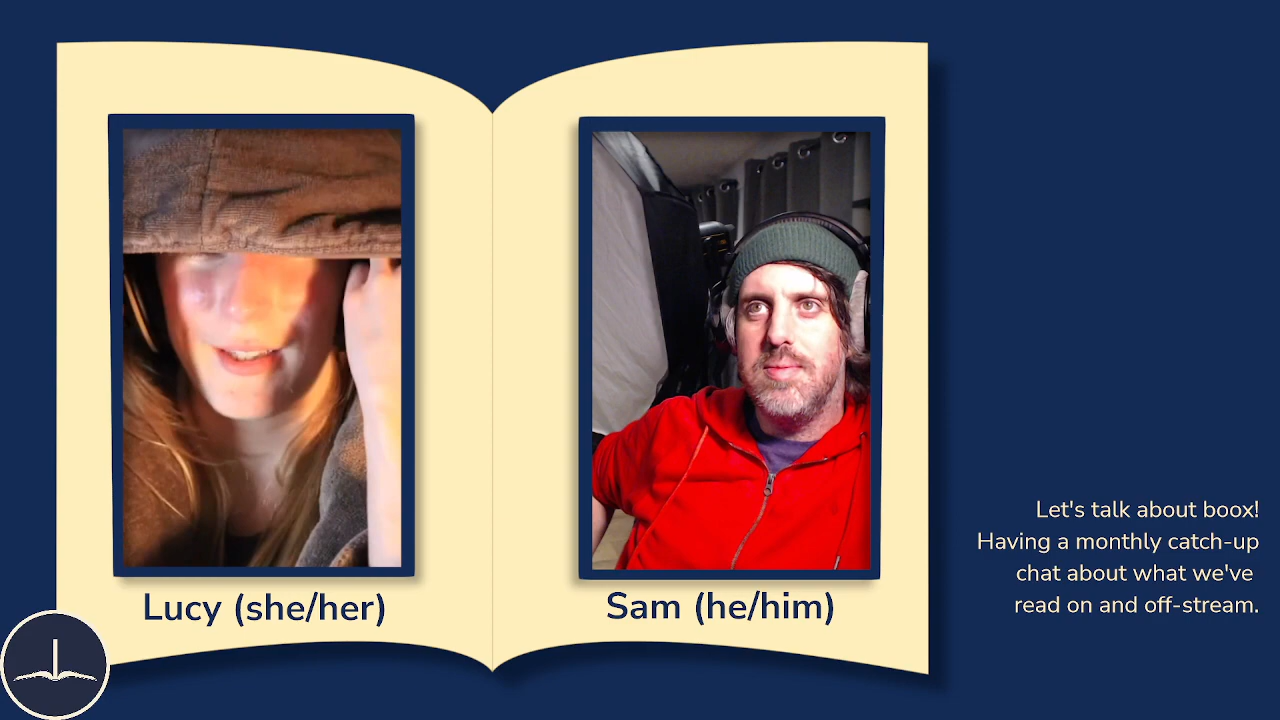 Lucy (she/her)
Sam (he/him)
Let's talk about boox!
Having a monthly catch-up
chat about what we've
read on and off-stream.